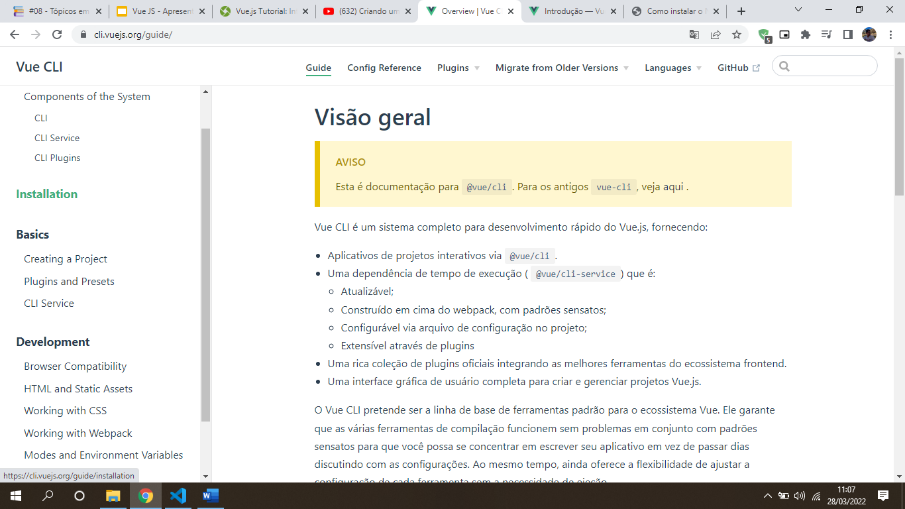 #08 - Tópicos em
Vue JS - Apresent
Vue.js Tutorial: In
(632) Criando um
Overview | Vue C
Introdução — Vu
Como instalar o
cli.vuejs.org/guide/
5
Vue CLI
Guide
Config Reference
Plugins
Migrate from Older Versions
Languages
GitHub
Components of the System
CLI
CLI Service
CLI Plugins
Installation
Basics
Creating a Project
Plugins and Presets
CLI Service
Development
Browser Compatibility
HTML and Static Assets
Working with CSS
Working with Webpack
Modes and Environment Variables
https://cli.vuejs.org/guide/installation
Visão geral
AVISO
Esta é documentação para @vue/cli. Para os antigos vue-cli, veja aqui .
Vue CLI é um sistema completo para desenvolvimento rápido do Vue.js, fornecendo:
• Aplicativos de projetos interativos via @vue/cli.
• Uma dependência de tempo de execução ( @vue/cli-service) que é:
◦ Atualizável;
◦ Construído em cima do webpack, com padrões sensatos;
◦ Configurável via arquivo de configuração no projeto;
◦ Extensível através de plugins
• Uma rica coleção de plugins oficiais integrando as melhores ferramentas do ecossistema frontend.
• Uma interface gráfica de usuário completa para criar e gerenciar projetos Vue.js.
O Vue CLI pretende ser a linha de base de ferramentas padrão para o ecossistema Vue. Ele garante
que as várias ferramentas de compilação funcionem sem problemas em conjunto com padrões
sensatos para que você possa se concentrar em escrever seu aplicativo em vez de passar dias
discutindo com as configurações. Ao mesmo tempo, ainda oferece a flexibilidade de ajustar a
configuração de cada ferramenta sem a necessidade de ejeção.
11:07
28/03/2022